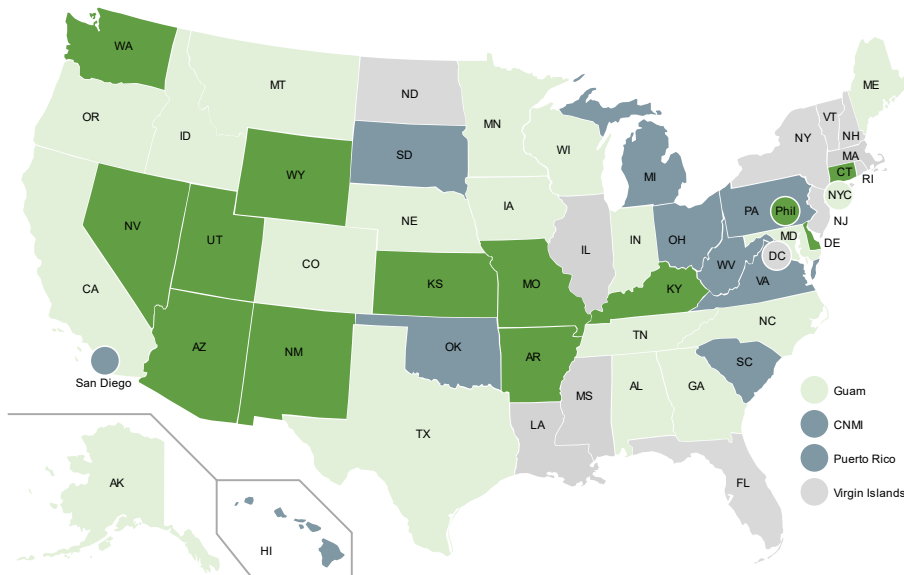 WA
MT
ND
MN
ME
OR
ID
SD
WI
MI
VT
NH
NY
MA
CT
RI
WY
NE
IA
PA
Phil
NYC
NJ
NV
UT
CO
IL
IN
OH
MD
DE
DC
WV
VA
CA
KS
MO
KY
San Diego
AZ
NM
OK
AR
TN
NC
SC
MS
AL
GA
LA
TX
FL
AK
HI
Guam
CNMI
Puerto Rico
Virgin Islands